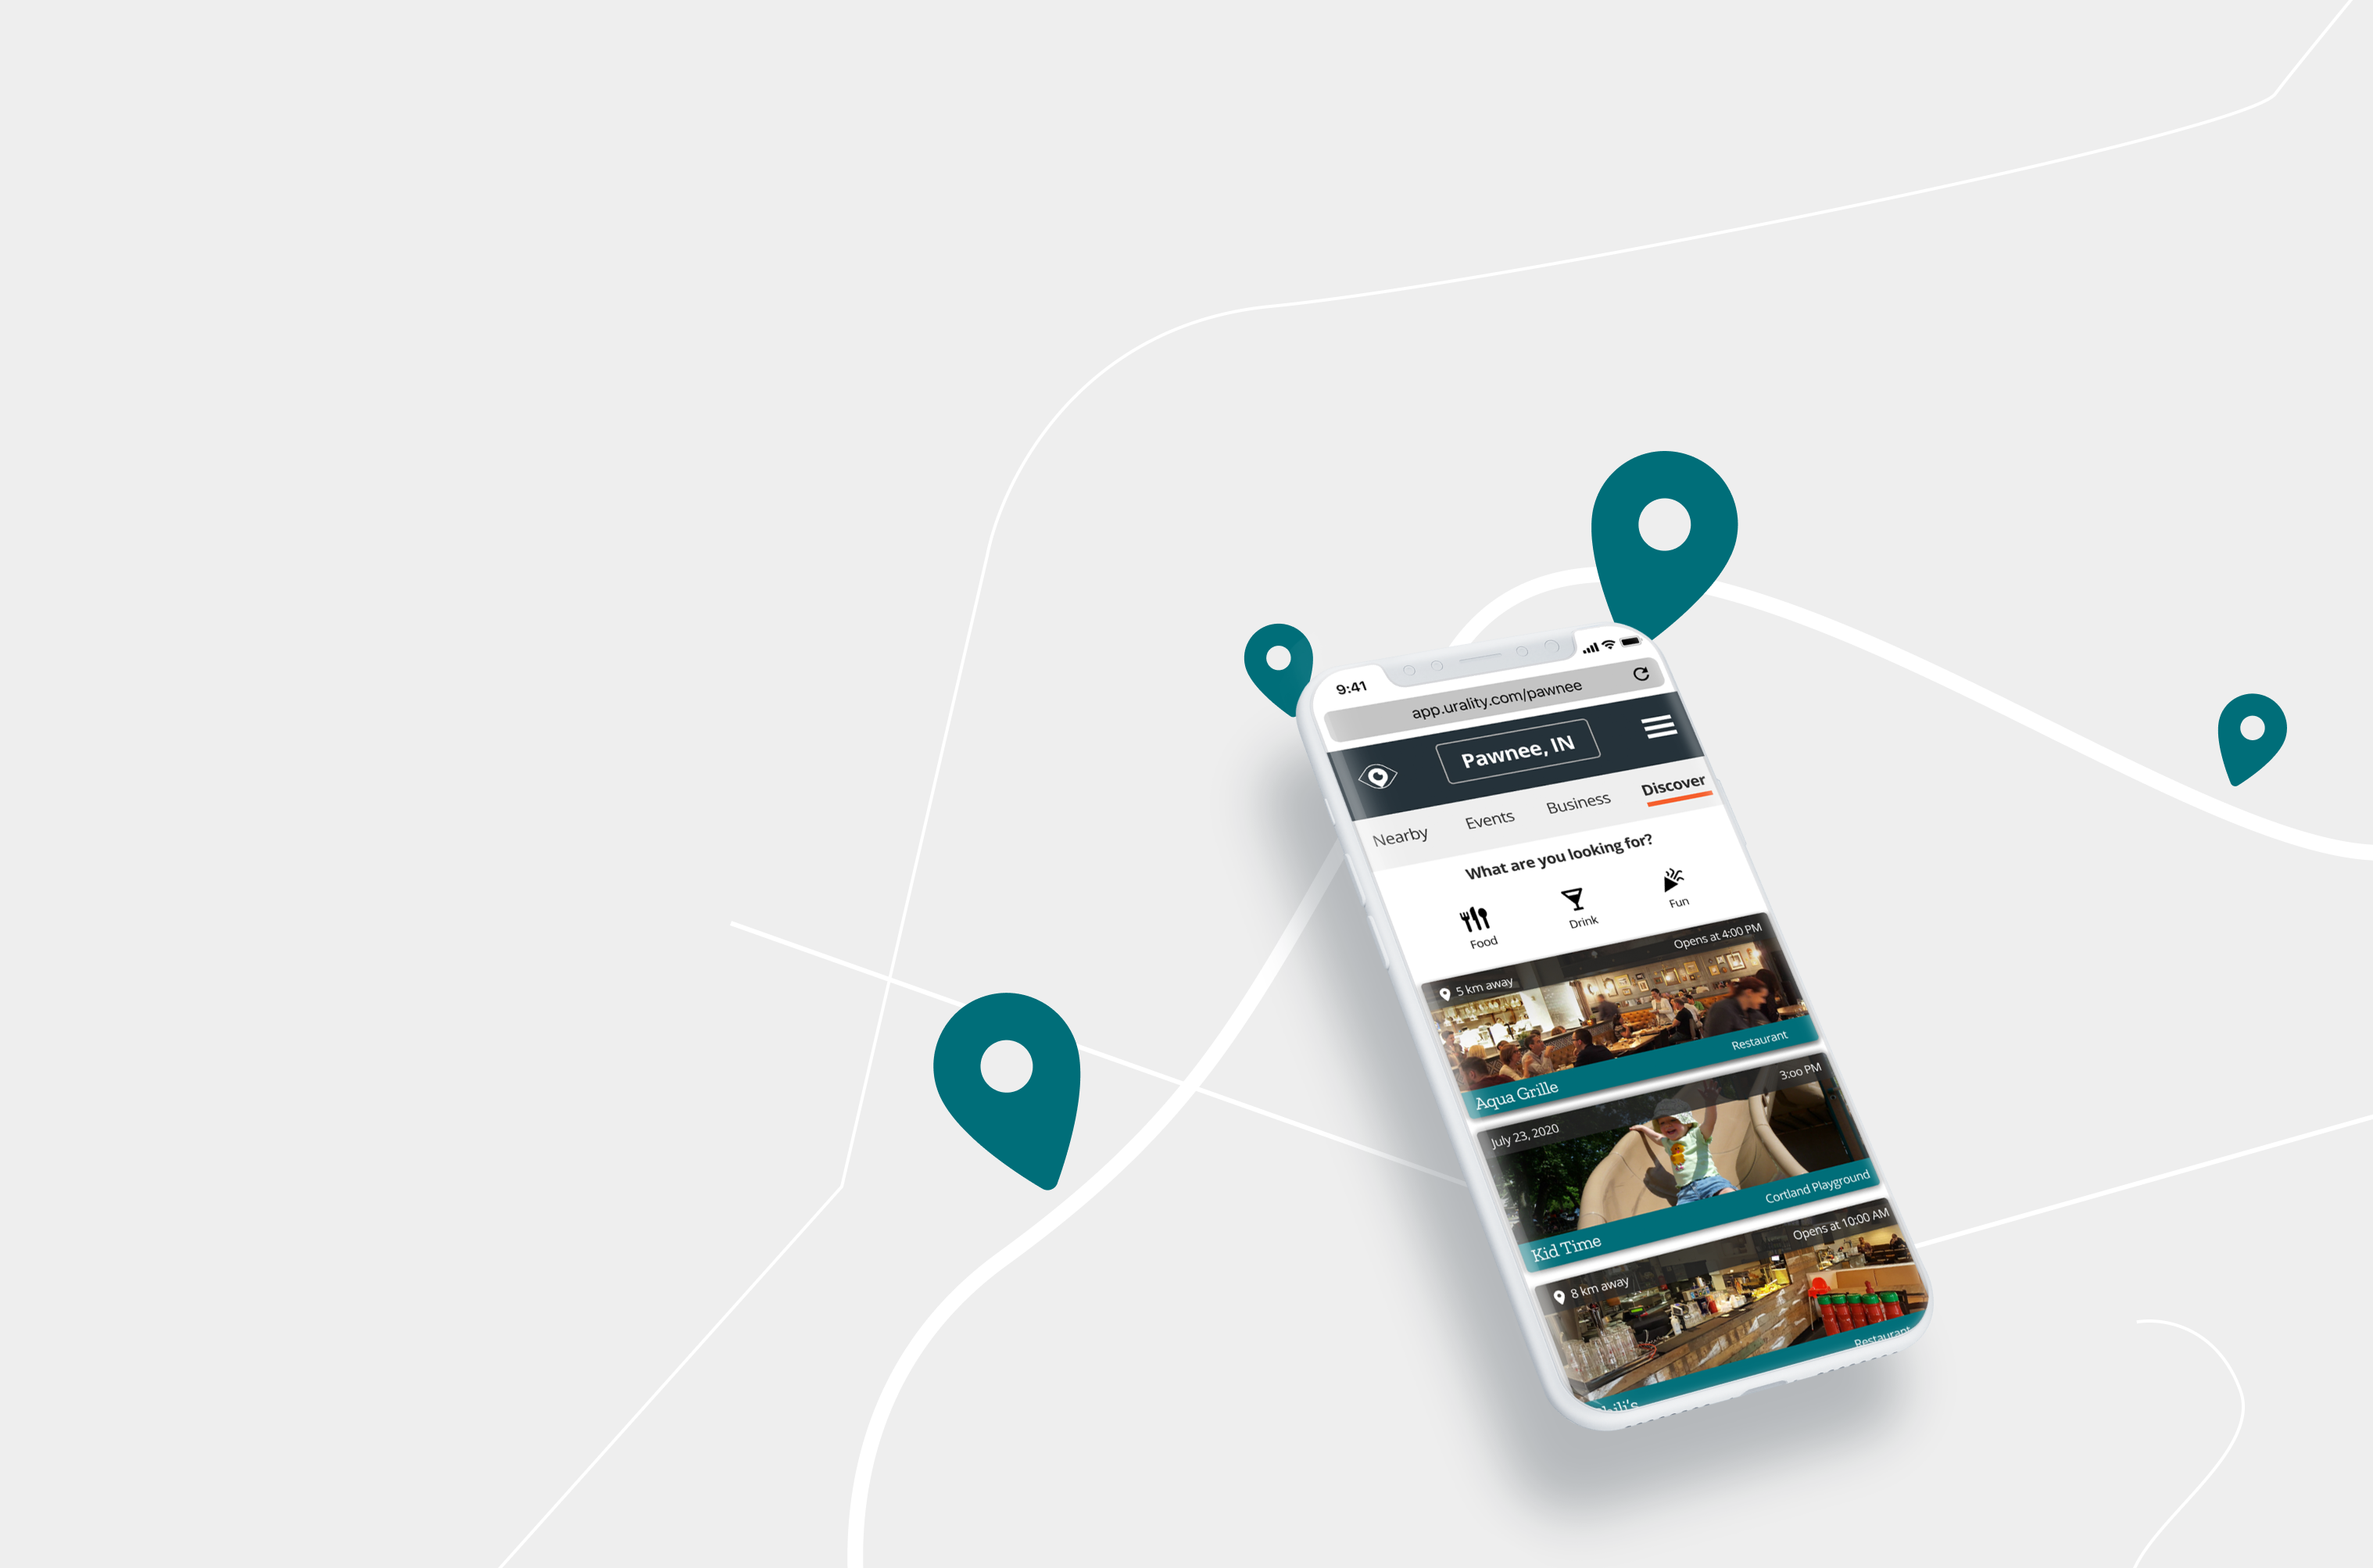 9:41
app.urality.com/pawnee
Pawnee, IN
Nearby Events Business Discover
What are you looking for?
Food Drink Fun
5 km away Opens at 4:00 PM
Aqua Grille Restaurant
July 23, 2020 3:00 PM
Kid Time Cortland Playground
8 km away Opens at 10:00 AM
Restaurant